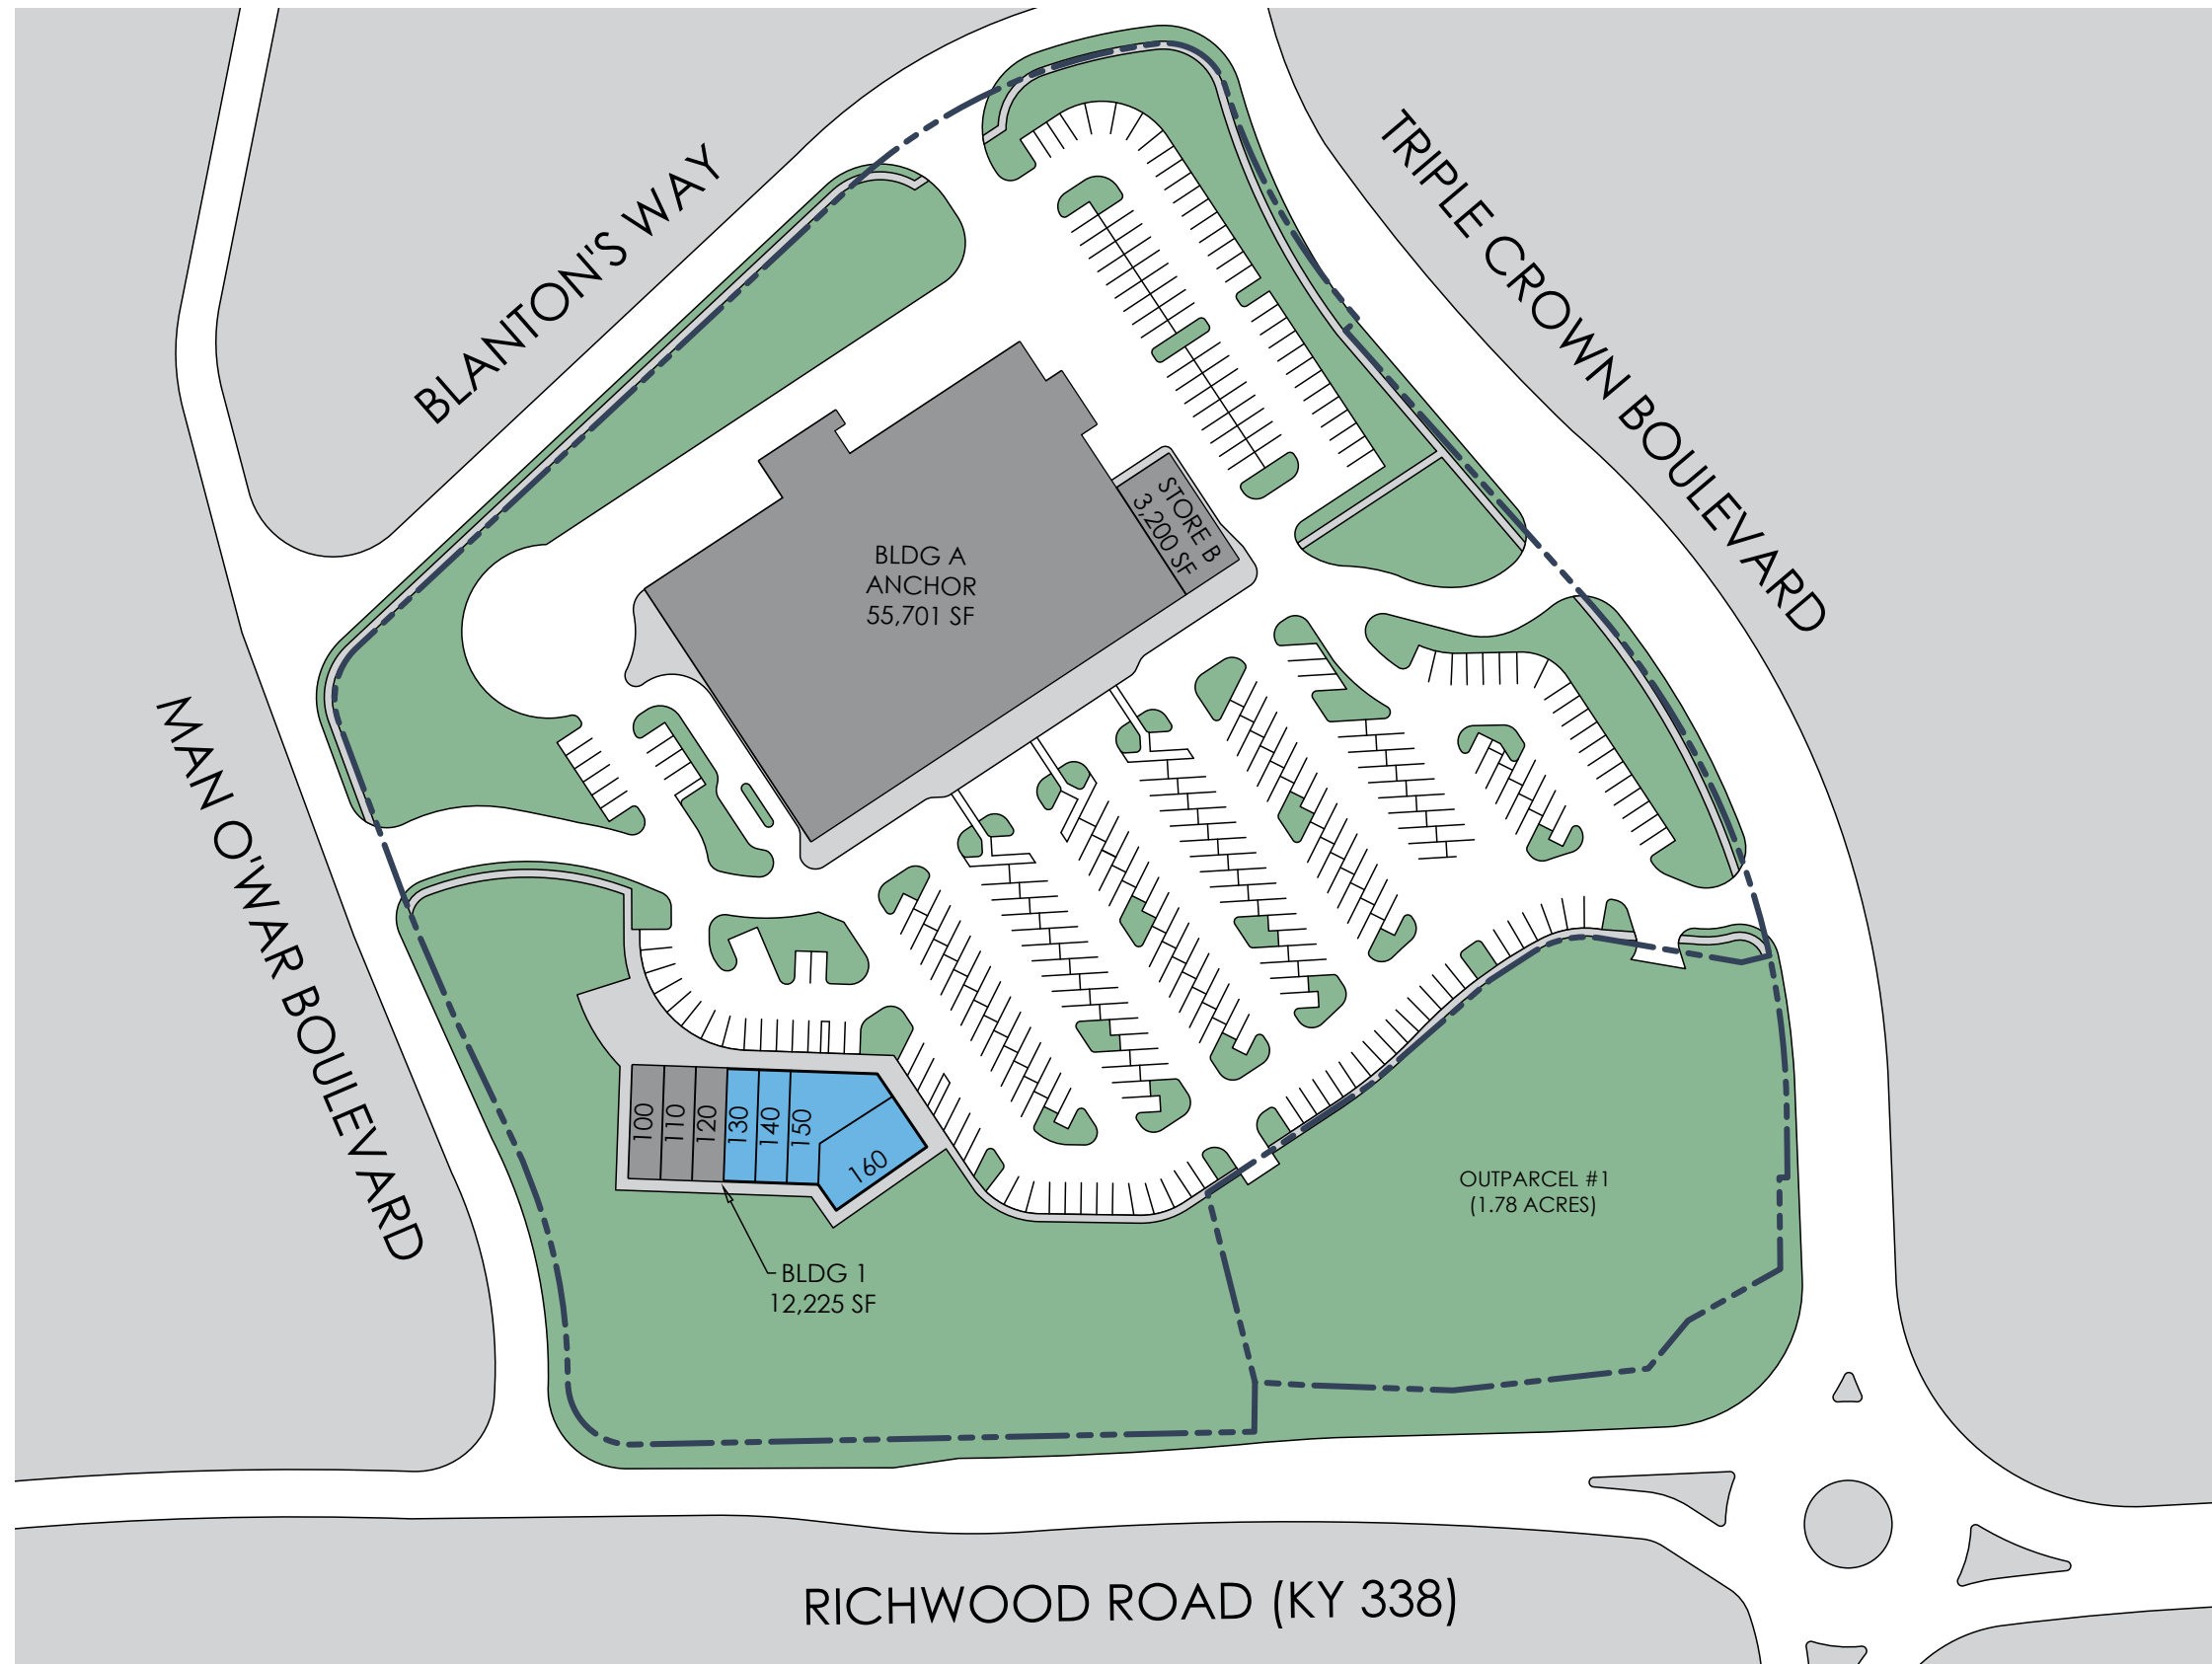 BLANTON'S WAY
TRIPLE CROWN BOULEVARD
STORE B
3,200 SF
BLDG A
ANCHOR
55,701 SF
MAN O'WAR BOULEVARD
100
110
120
130
140
150
160
OUTPARCEL #1
(1.78 ACRES)
BLDG 1
12,225 SF
RICHWOOD ROAD (KY 338)